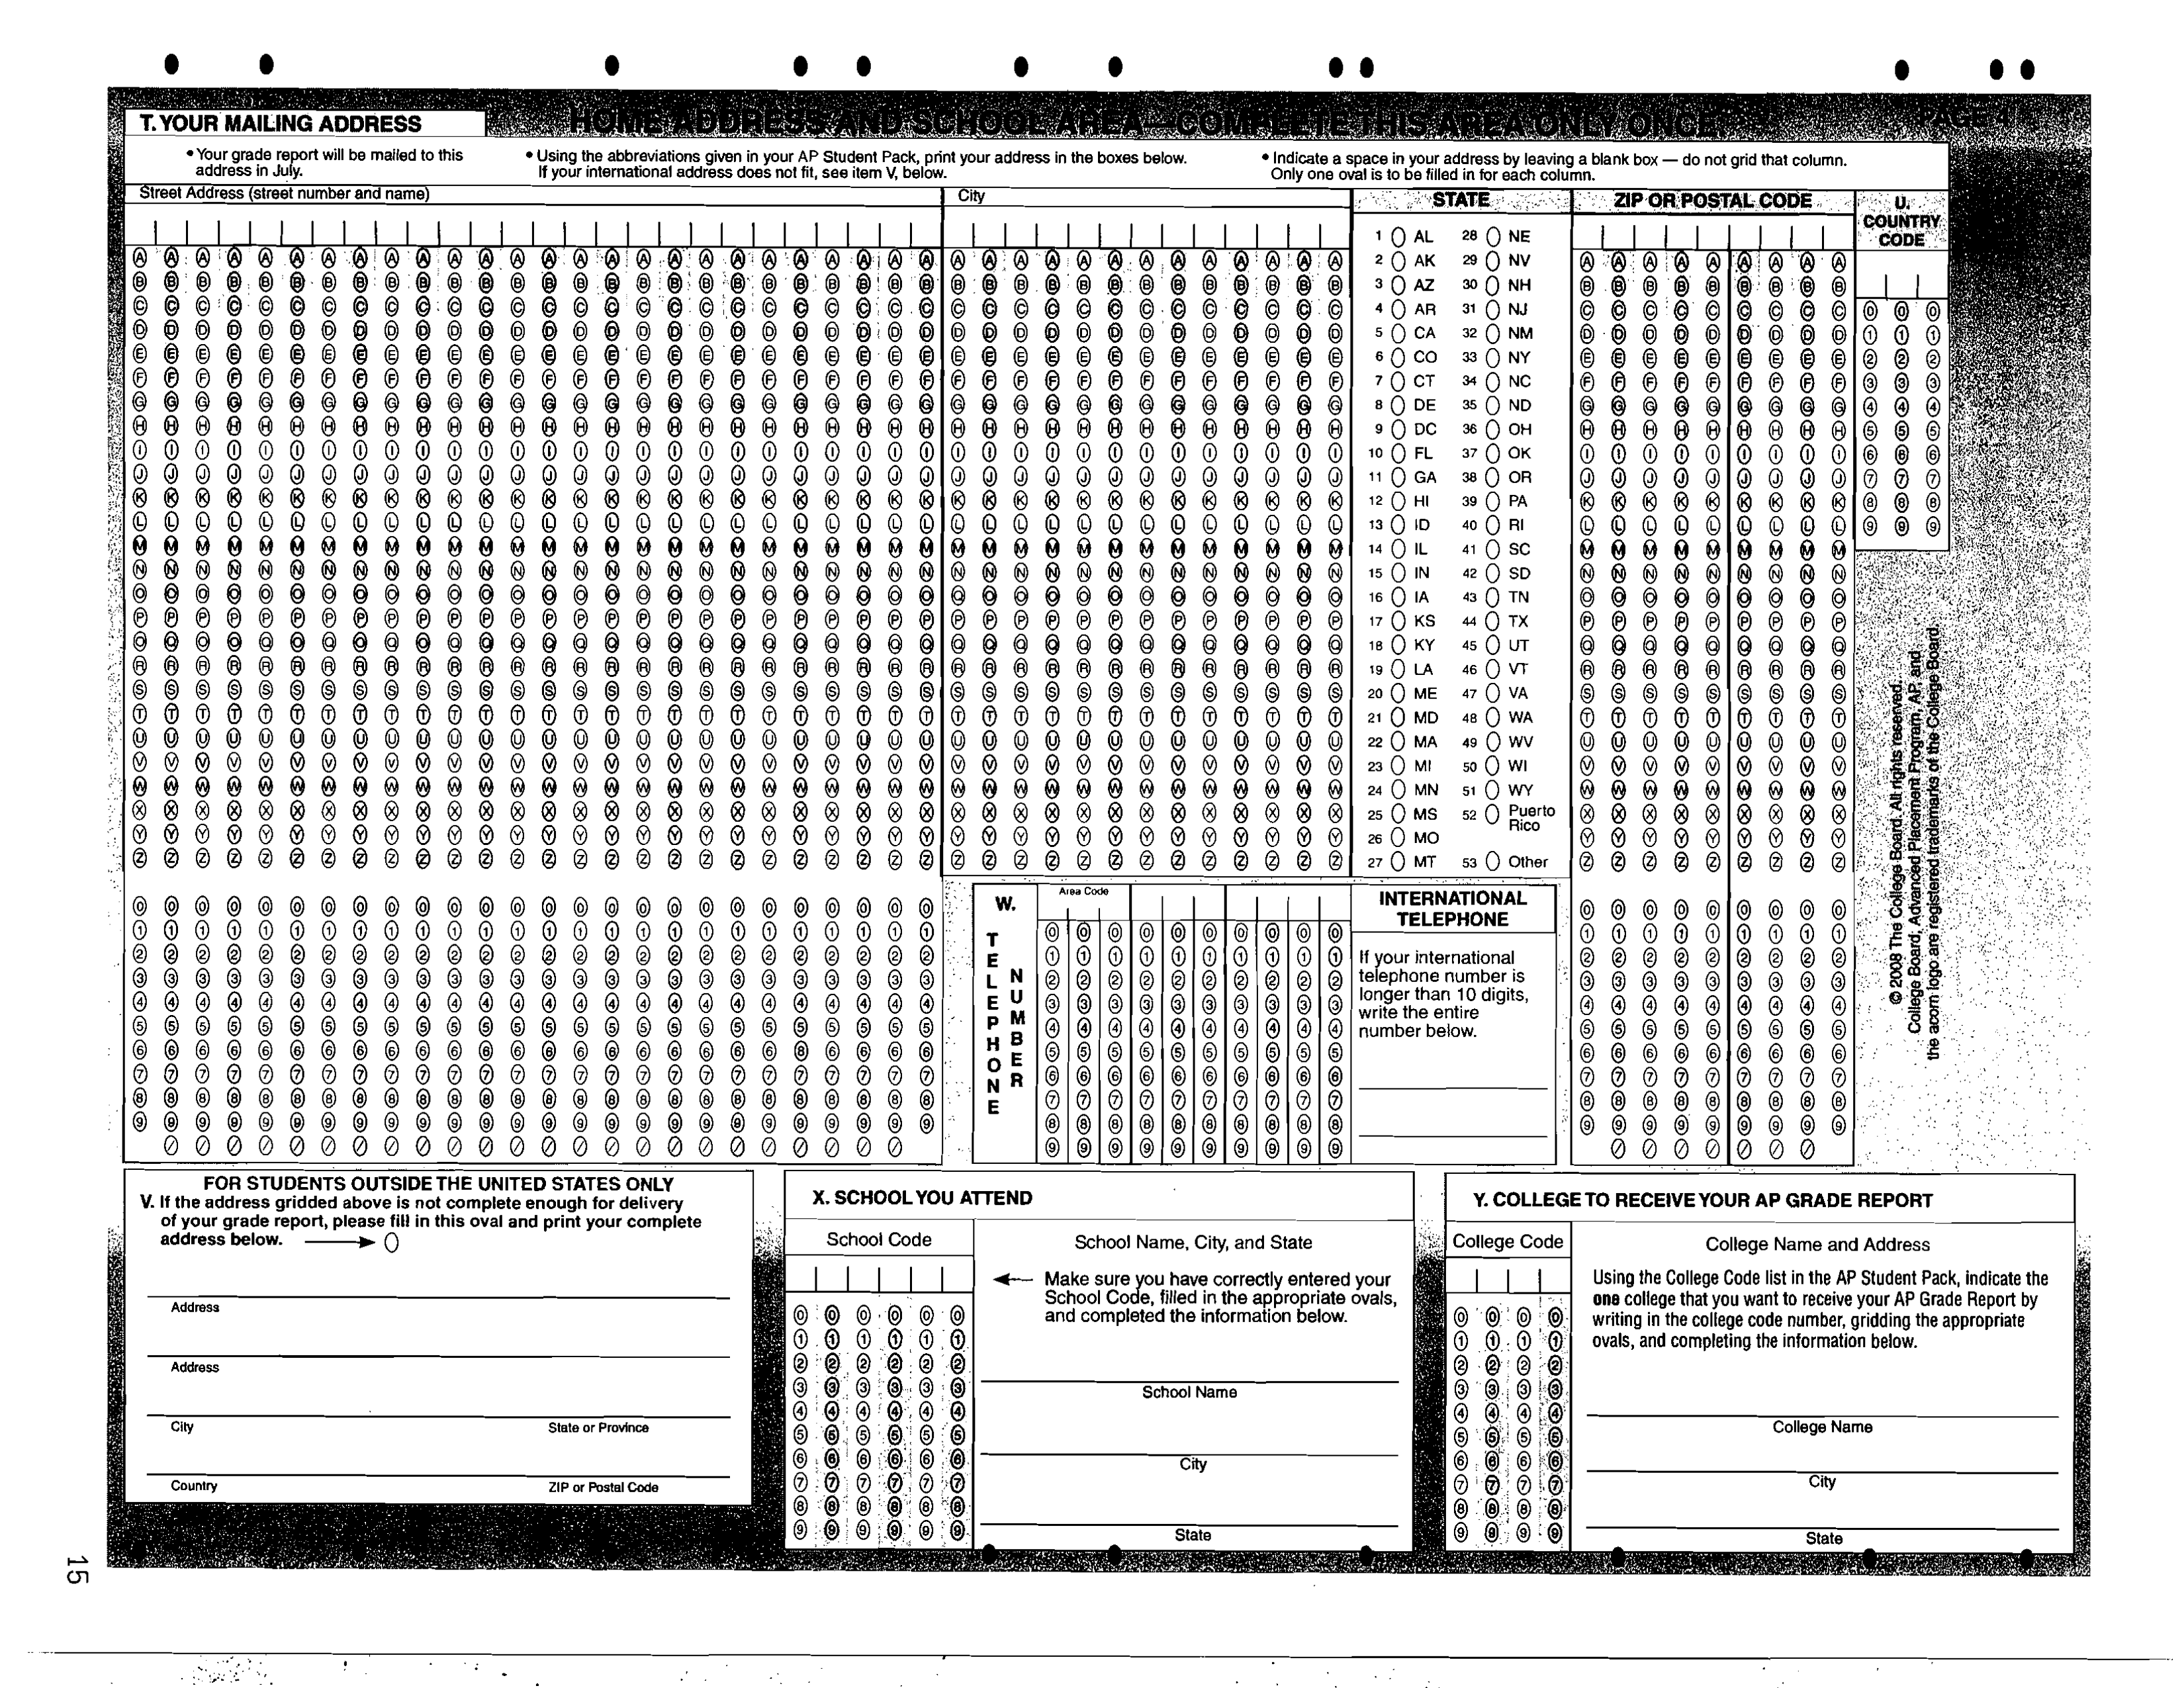 HOME ADDRESS AND SCHOOL AREA—COMPLETE THIS AREA ONLY ONCE
PAGE 4
T. YOUR MAILING ADDRESS
• Your grade report will be mailed to this
address in July.
• Using the abbreviations given in your AP Student Pack, print your address in the boxes below.
If your international address does not fit, see item V, below.
• Indicate a space in your address by leaving a blank box — do not grid that column.
Only one oval is to be filled in for each column.
Street Address (street number and name)
City
STATE
ZIP OR POSTAL CODE
U.
COUNTRY
CODE
1 AL 28 NE
2 AK 29 NV
3 AZ 30 NH
4 AR 31 NJ
5 CA 32 NM
6 CO 33 NY
7 CT 34 NC
8 DE 35 ND
9 DC 36 OH
10 FL 37 OK
11 GA 38 OR
12 HI 39 PA
13 ID 40 RI
14 IL 41 SC
15 IN 42 SD
16 IA 43 TN
17 KS 44 TX
18 KY 45 UT
19 LA 46 VT
20 ME 47 VA
21 MD 48 WA
22 MA 49 WV
23 MI 50 WI
24 MN 51 WY
25 MS 52 Puerto
Rico
26 MO
27 MT 53 Other
W.
TELEPHONE
NUMBER
Area Code
INTERNATIONAL
TELEPHONE
If your international
telephone number is
longer than 10 digits,
write the entire
number below.
© 2008 The College Board. All rights reserved.
College Board, Advanced Placement Program, AP, and
the acorn logo are registered trademarks of the College Board.
FOR STUDENTS OUTSIDE THE UNITED STATES ONLY
V. If the address gridded above is not complete enough for delivery
of your grade report, please fill in this oval and print your complete
address below.
Address
Address
City State or Province
Country ZIP or Postal Code
X. SCHOOL YOU ATTEND
School Code
School Name, City, and State
Make sure you have correctly entered your
School Code, filled in the appropriate ovals,
and completed the information below.
School Name
City
State
Y. COLLEGE TO RECEIVE YOUR AP GRADE REPORT
College Code
College Name and Address
Using the College Code list in the AP Student Pack, indicate the
one college that you want to receive your AP Grade Report by
writing in the college code number, gridding the appropriate
ovals, and completing the information below.
College Name
City
State
15